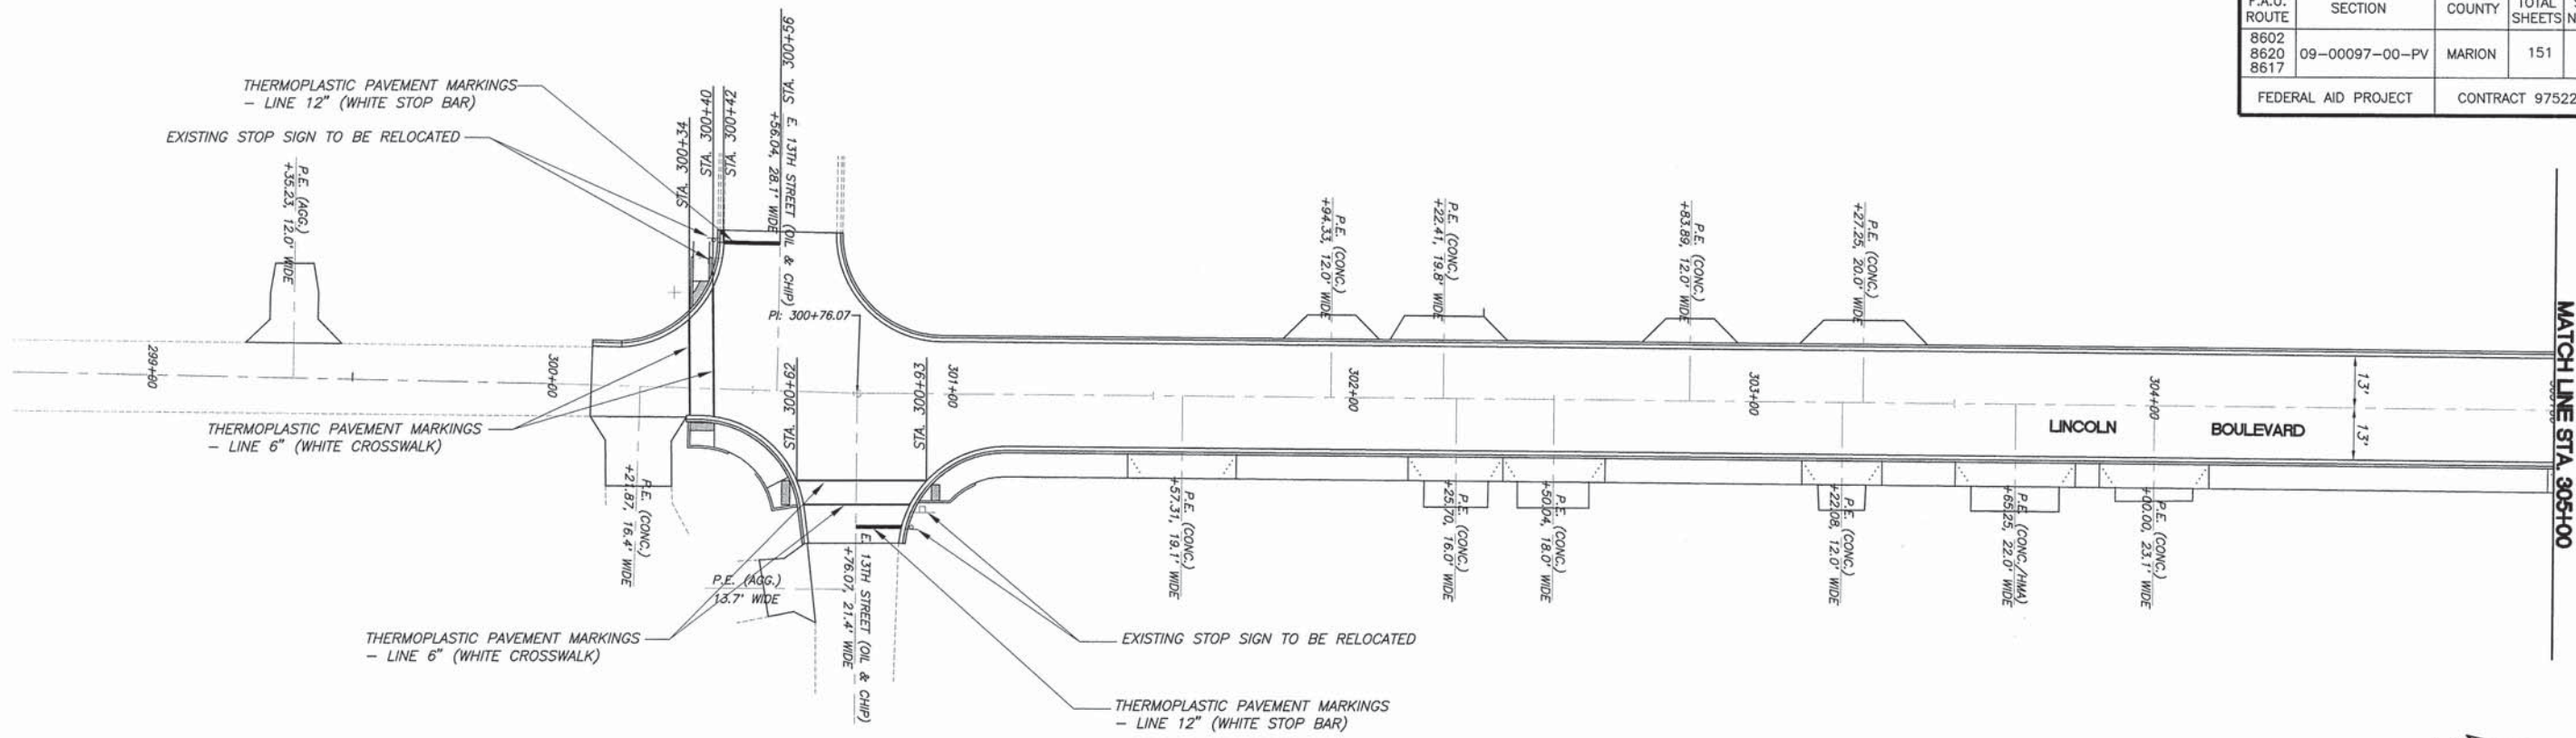 F.A.U. ROUTE
SECTION
COUNTY
TOTAL SHEETS
8602
8620
8617
09-00097-00-PV
MARION
151
FEDERAL AID PROJECT
CONTRACT 97522
THERMOPLASTIC PAVEMENT MARKINGS
- LINE 12" (WHITE STOP BAR)
EXISTING STOP SIGN TO BE RELOCATED
P.E. (AGG.)
+35.23, 12.0' WIDE
STA. 300+34
STA. 300+40
STA. 300+42
STA. 300+56
E. 13TH STREET (OIL & CHIP)
+56.04, 28.1' WIDE
PI: 300+76.07
P.E. (CONC.)
+94.33, 12.0' WIDE
P.E. (CONC.)
+22.41, 19.8' WIDE
P.E. (CONC.)
+83.89, 12.0' WIDE
P.E. (CONC.)
+27.25, 20.0' WIDE
MATCH LINE STA. 305+00
299+00
300+00
STA. 300+62
STA. 300+93
301+00
302+00
303+00
304+00
13'
13'
LINCOLN BOULEVARD
THERMOPLASTIC PAVEMENT MARKINGS
- LINE 6" (WHITE CROSSWALK)
P.E. (CONC.)
+21.87, 16.4' WIDE
P.E. (AGG.)
13.7' WIDE
E. 13TH STREET (OIL & CHIP)
+76.07, 21.4' WIDE
P.E. (CONC.)
+57.31, 19.1' WIDE
P.E. (CONC.)
+25.70, 16.0' WIDE
P.E. (CONC.)
+50.04, 18.0' WIDE
P.E. (CONC.)
+22.08, 12.0' WIDE
P.E. (CONC./HMA)
+65.25, 22.0' WIDE
P.E. (CONC.)
+00.00, 23.1' WIDE
THERMOPLASTIC PAVEMENT MARKINGS
- LINE 6" (WHITE CROSSWALK)
EXISTING STOP SIGN TO BE RELOCATED
THERMOPLASTIC PAVEMENT MARKINGS
- LINE 12" (WHITE STOP BAR)